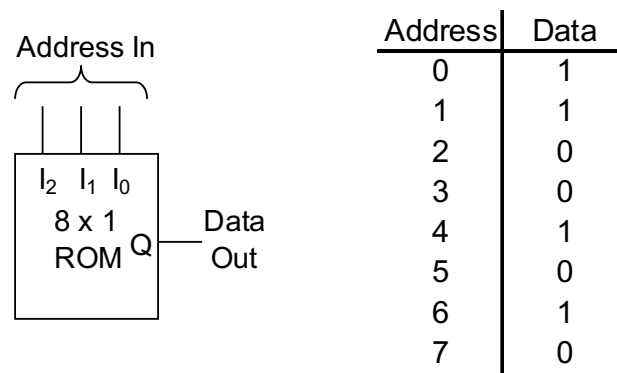 Address In
I2 I1 I0
8 x 1
ROM
Q
Data
Out
Address Data
0 1
1 1
2 0
3 0
4 1
5 0
6 1
7 0